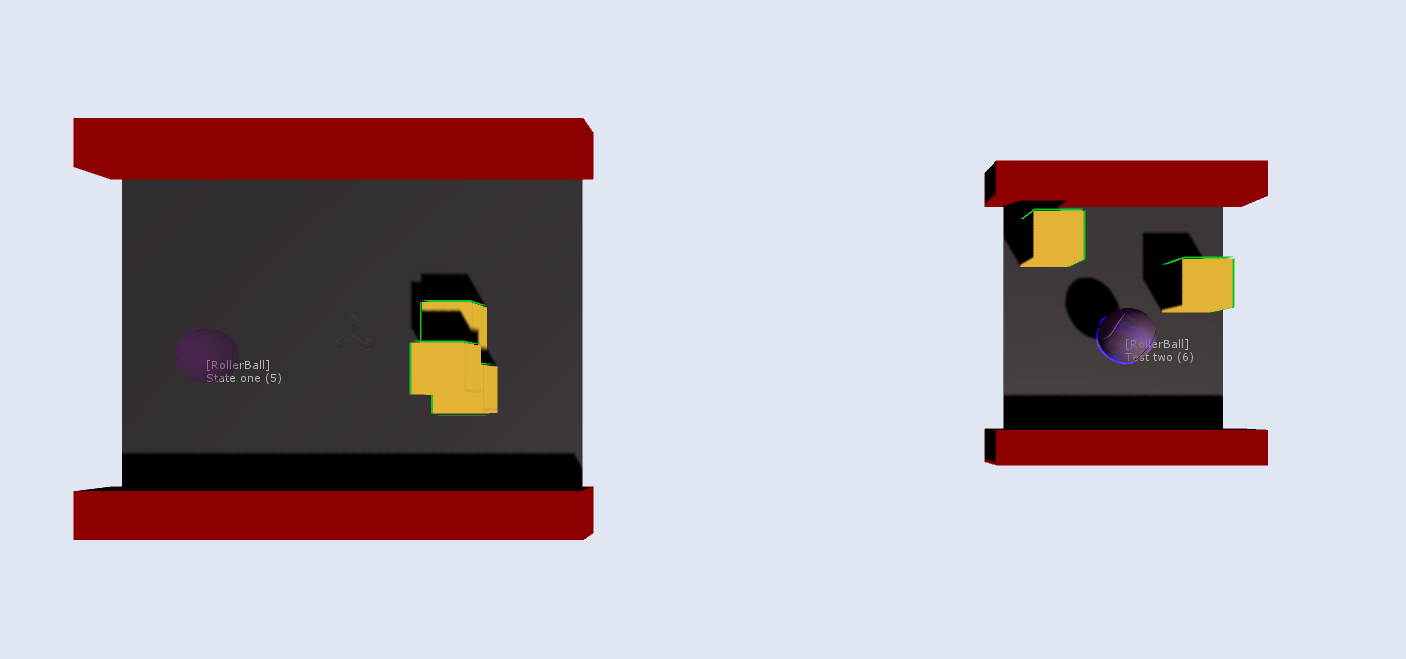 [RollerBall]
State one (5)
[RollerBall]
Test two (6)